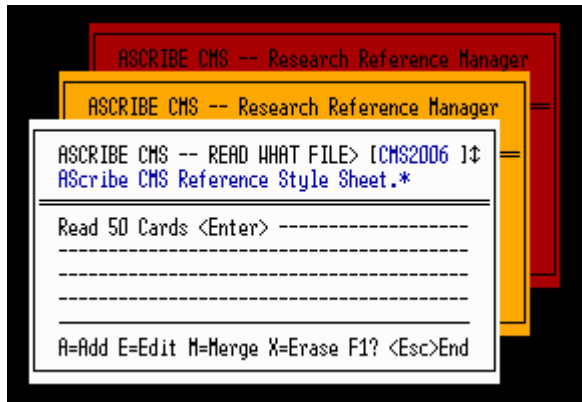 ASCRIBE CMS -- Research Reference Manager
ASCRIBE CMS -- Research Reference Manager
ASCRIBE CMS -- READ WHAT FILE> [CMS2006 ]↕
AScribe CMS Reference Style Sheet.*
Read 50 Cards <Enter> -------------------
-----------------------------------------
-----------------------------------------
-----------------------------------------
A=Add E=Edit M=Merge X=Erase F1? <Esc>End